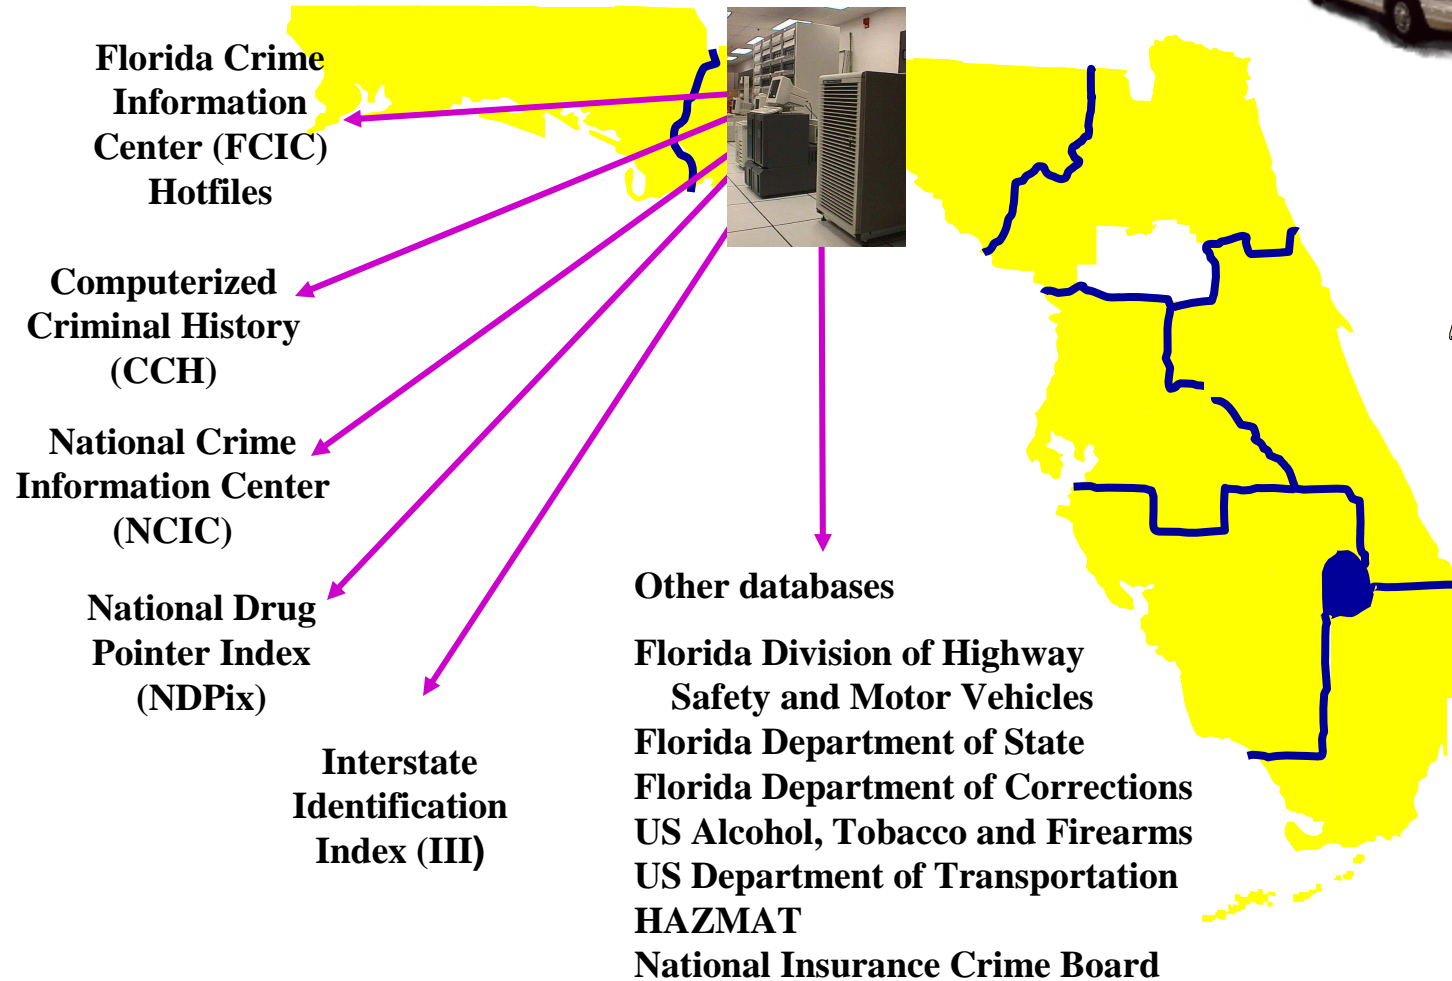 Florida Crime
Information
Center (FCIC)
Hotfiles
Computerized
Criminal History
(CCH)
National Crime
Information Center
(NCIC)
National Drug
Pointer Index
(NDPix)
Interstate
Identification
Index (III)
Other databases
Florida Division of Highway
Safety and Motor Vehicles
Florida Department of State
Florida Department of Corrections
US Alcohol, Tobacco and Firearms
US Department of Transportation
HAZMAT
National Insurance Crime Board